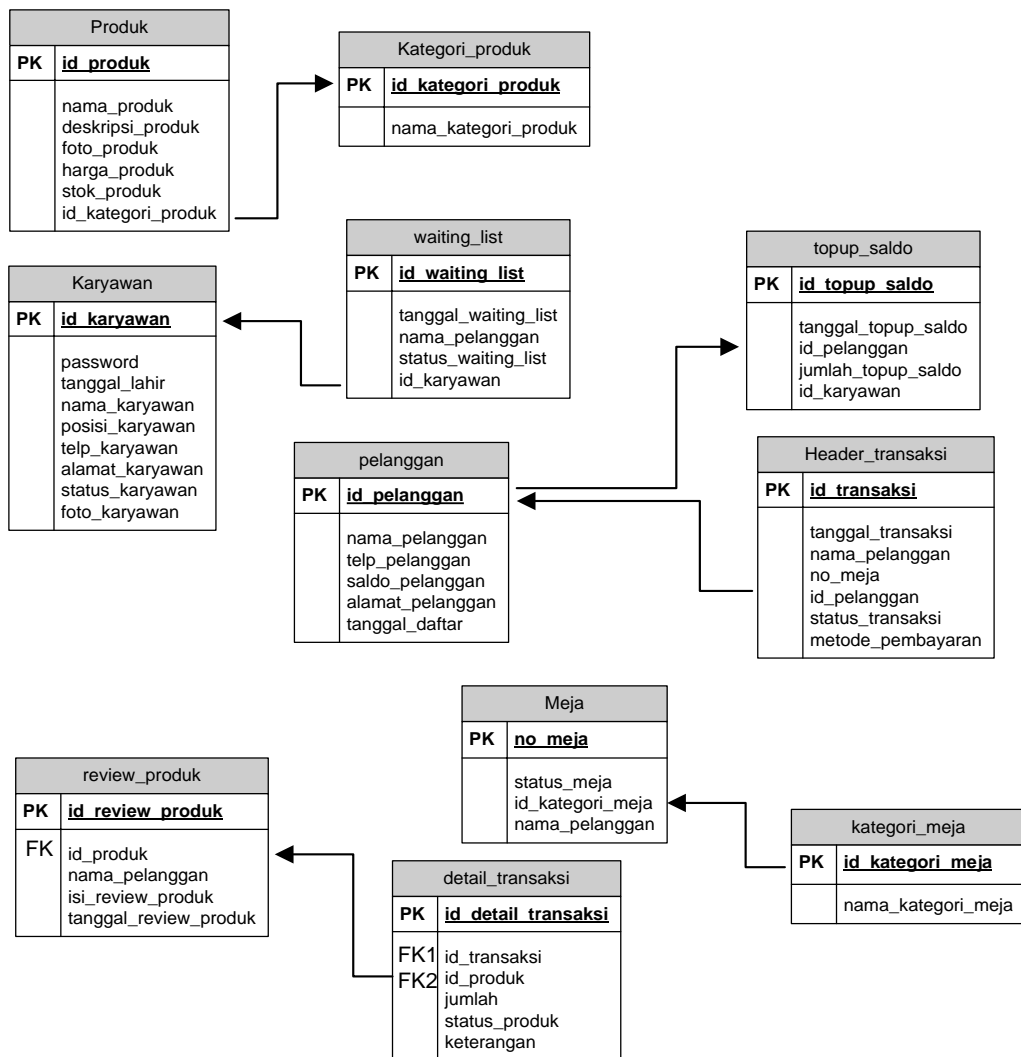 Produk
PK id_produk
nama_produk
deskripsi_produk
foto_produk
harga_produk
stok_produk
id_kategori_produk
Kategori_produk
PK id_kategori_produk
nama_kategori_produk
waiting_list
PK id_waiting_list
tanggal_waiting_list
nama_pelanggan
status_waiting_list
id_karyawan
topup_saldo
PK id_topup_saldo
tanggal_topup_saldo
id_pelanggan
jumlah_topup_saldo
id_karyawan
Karyawan
PK id_karyawan
password
tanggal_lahir
nama_karyawan
posisi_karyawan
telp_karyawan
alamat_karyawan
status_karyawan
foto_karyawan
pelanggan
PK id_pelanggan
nama_pelanggan
telp_pelanggan
saldo_pelanggan
alamat_pelanggan
tanggal_daftar
Header_transaksi
PK id_transaksi
tanggal_transaksi
nama_pelanggan
no_meja
id_pelanggan
status_transaksi
metode_pembayaran
Meja
PK no_meja
status_meja
id_kategori_meja
nama_pelanggan
review_produk
PK id_review_produk
FK id_produk
nama_pelanggan
isi_review_produk
tanggal_review_produk
kategori_meja
PK id_kategori_meja
nama_kategori_meja
detail_transaksi
PK id_detail_transaksi
FK1 id_transaksi
FK2 id_produk
jumlah
status_produk
keterangan